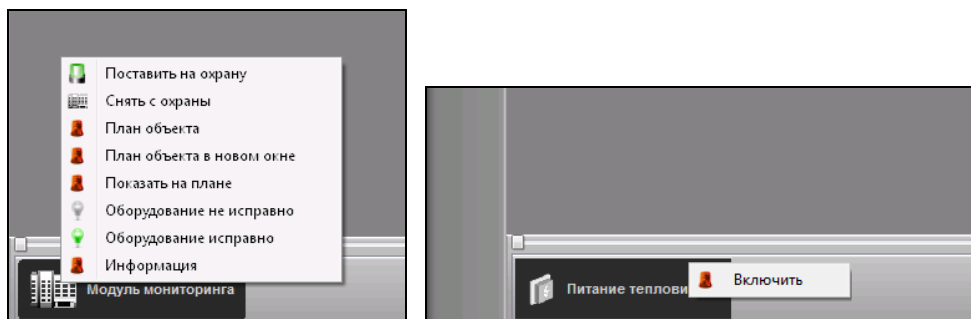 Поставить на охрану
Снять с охраны
План объекта
План объекта в новом окне
Показать на плане
Оборудование не исправно
Оборудование исправно
Информация
Модуль мониторинга
Питание теплови
Включить